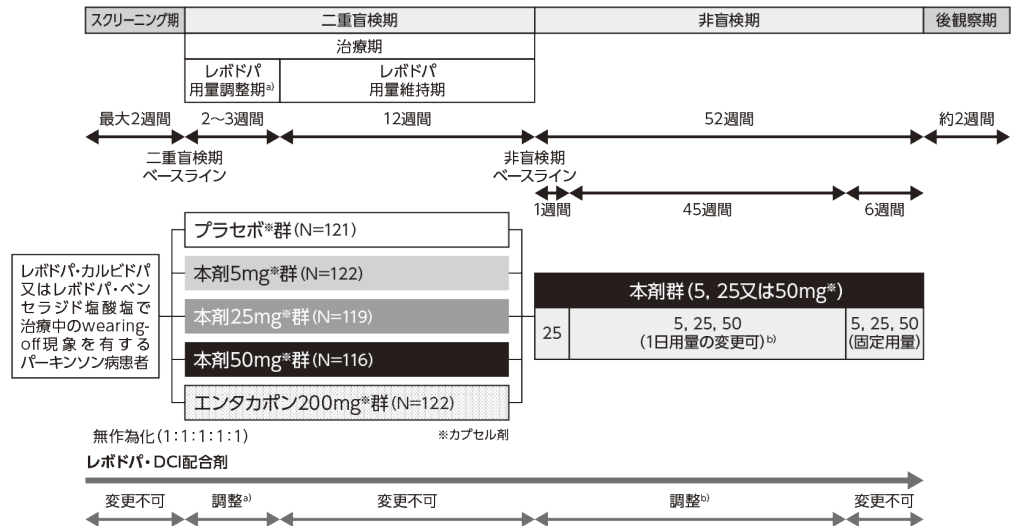 スクリーニング期
二重盲検期
非盲検期
後観察期
治療期
レボドパ
用量調整期a)
レボドパ
用量維持期
最大2週間
2～3週間
12週間
52週間
約2週間
二重盲検期
ベースライン
非盲検期
ベースライン
1週間
45週間
6週間
レボドパ・カルビドパ
又はレボドパ・ベン
セラジド塩酸塩で
治療中のwearing-
off現象を有する
パーキンソン病患者
プラセボ※群（N=121）
本剤5mg※群（N=122）
本剤25mg※群（N=119）
本剤50mg※群（N=116）
エンタカポン200mg※群（N=122）
本剤群（5, 25又は50mg※）
25
5, 25, 50
（1日用量の変更可）b)
5, 25, 50
（固定用量）
無作為化（1：1：1：1：1）
※カプセル剤
レボドパ・DCI配合剤
変更不可
調整a)
変更不可
調整b)
変更不可